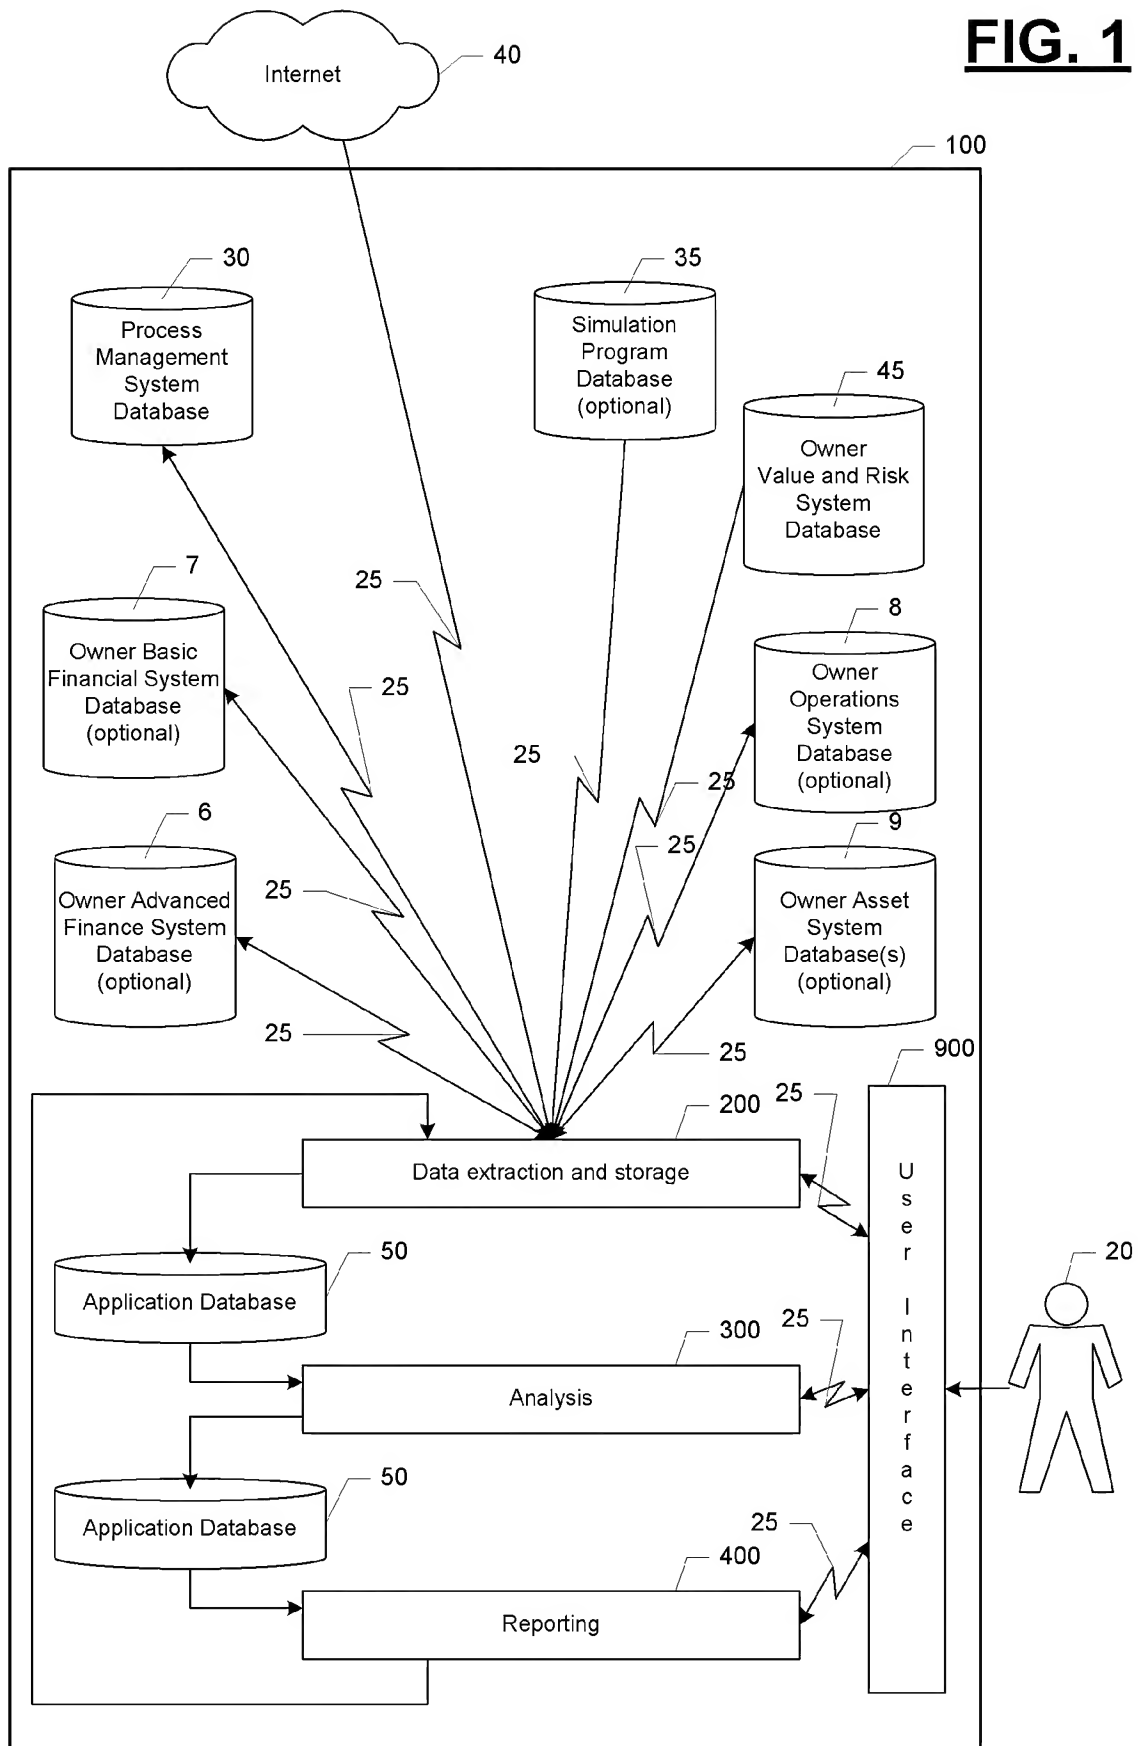 FIG. 1
40
Internet
100
30
Process
Management
System
Database
35
Simulation
Program
Database
(optional)
45
Owner
Value and Risk
System
Database
7
Owner Basic
Financial System
Database
(optional)
25
25
8
Owner
Operations
System
Database
(optional)
25
25
6
Owner Advanced
Finance System
Database
(optional)
25
25
9
Owner Asset
System
Database(s)
(optional)
25
25
900
User Interface
200
25
Data extraction and storage
50
Application Database
20
300
25
Analysis
50
Application Database
25
400
Reporting